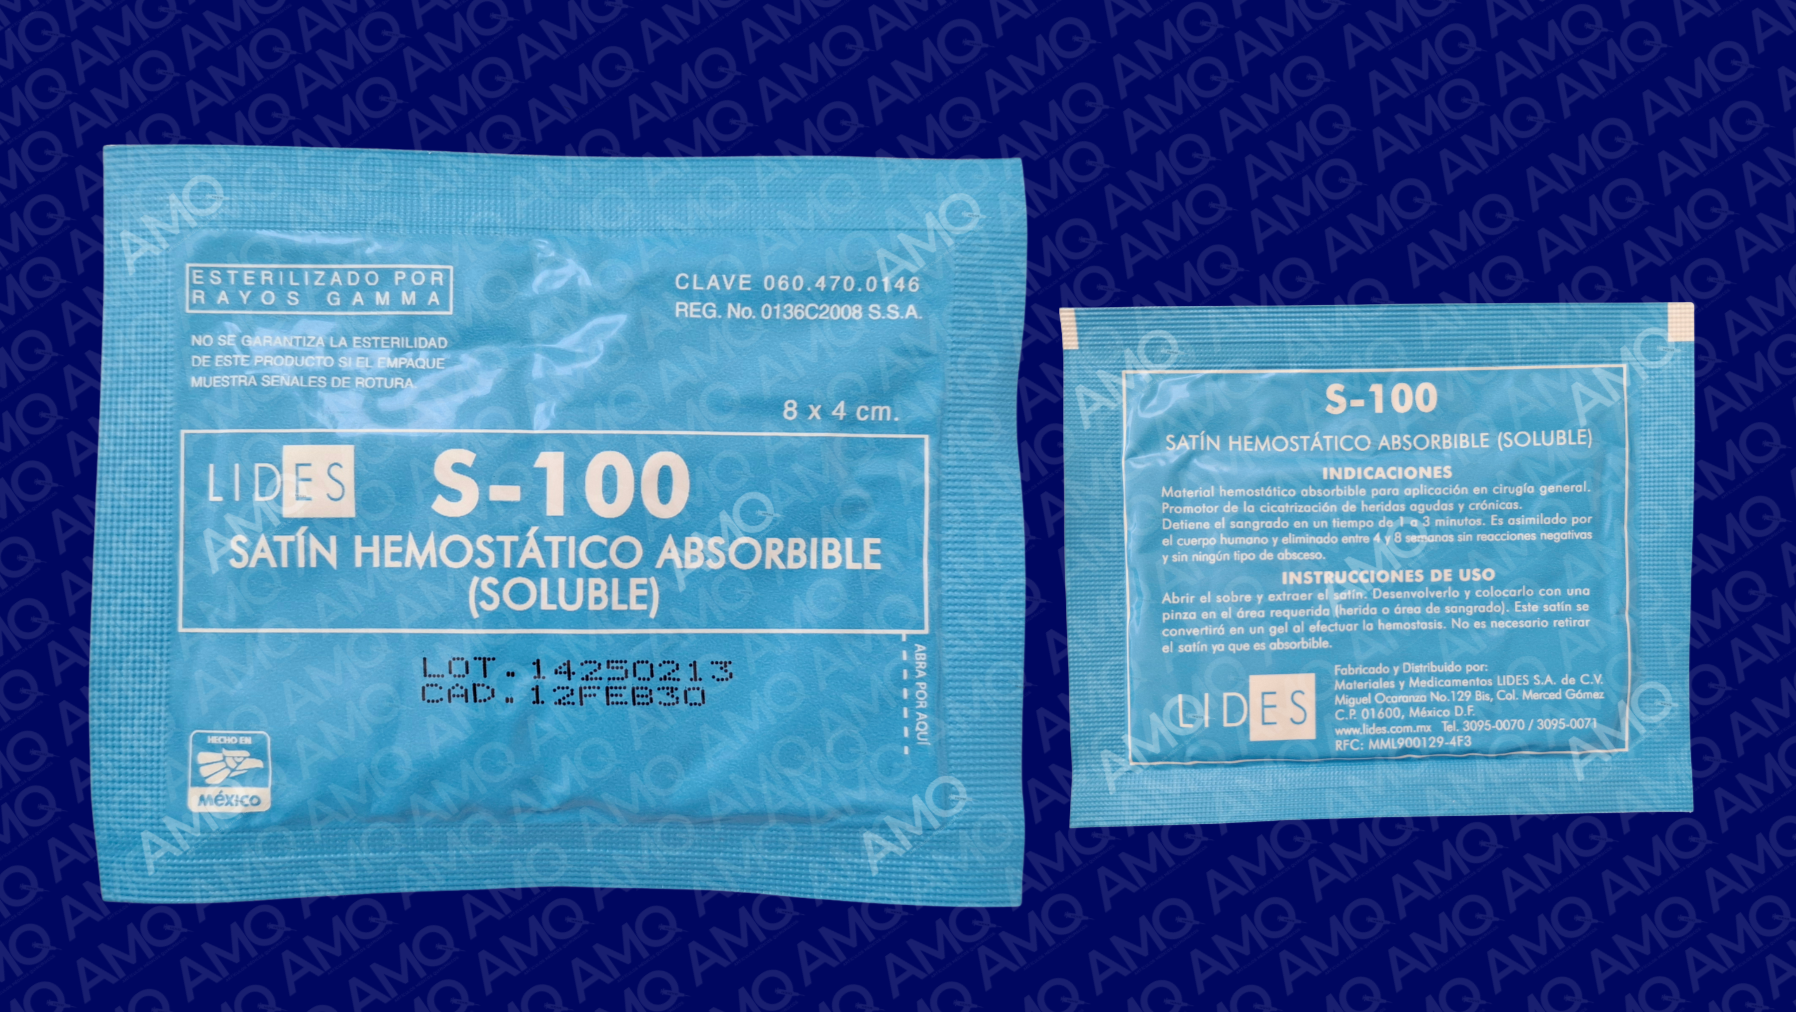 ESTERILIZADO POR
RAYOS GAMMA
NO SE GARANTIZA LA ESTERILIDAD
DE ESTE PRODUCTO SI EL EMPAQUE
MUESTRA SEÑALES DE ROTURA
CLAVE 060.470.0146
REG. No. 0136C2008 S.S.A.
8 x 4 cm.
LIDES
S-100
SATÍN HEMOSTÁTICO ABSORBIBLE
(SOLUBLE)
LOT.14250213
CAD.12FEB30
ABRA POR AQUÍ
HECHO EN
MéXICO
S-100
SATÍN HEMOSTÁTICO ABSORBIBLE (SOLUBLE)
INDICACIONES
Material hemostático absorbible para aplicación en cirugía general.
Promotor de la cicatrización de heridas agudas y crónicas.
Detiene el sangrado en un tiempo de 1 a 3 minutos. Es asimilado por
el cuerpo humano y eliminado entre 4 y 8 semanas sin reacciones negativas
y sin ningún tipo de absceso.
INSTRUCCIONES DE USO
Abrir el sobre y extraer el satín. Desenvolverlo y colocarlo con una
pinza en el área requerida (herida o área de sangrado). Este satín se
convertirá en un gel al efectuar la hemostasis. No es necesario retirar
el satín ya que es absorbible.
LIDES
Fabricado y Distribuido por:
Materiales y Medicamentos LIDES S.A. de C.V.
Miguel Ocaranza No.129 Bis, Col. Merced Gómez
C.P. 01600, México D.F.
www.lides.com.mx Tel. 3095-0070 / 3095-0071
RFC: MML900129-4F3
AMQ